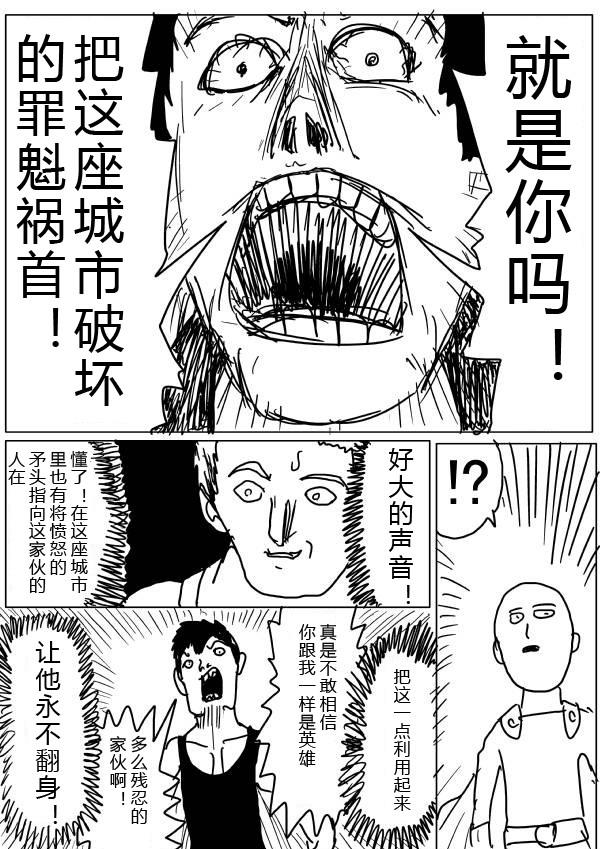 就是你吗！
把这座城市破坏
的罪魁祸首！
!?
好大的声音！
懂了！在这座城市
里也有将愤怒的
矛头指向这家伙的
人在
把这一点利用起来
真是不敢相信
你跟我一样是英雄
多么残忍的
家伙啊！
让他永不翻身！